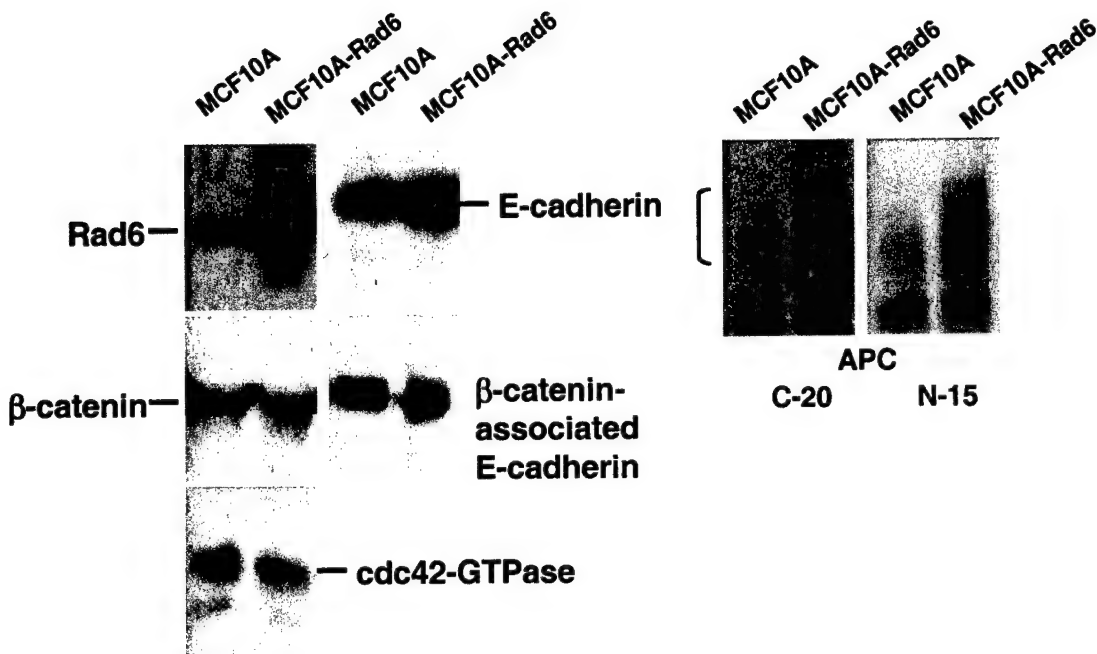 MCF10A
MCF10A-Rad6
MCF10A
MCF10A-Rad6
Rad6
E-cadherin
β-catenin
β-catenin-
associated
E-cadherin
cdc42-GTPase
MCF10A
MCF10A-Rad6
MCF10A
MCF10A-Rad6
APC
C-20
N-15